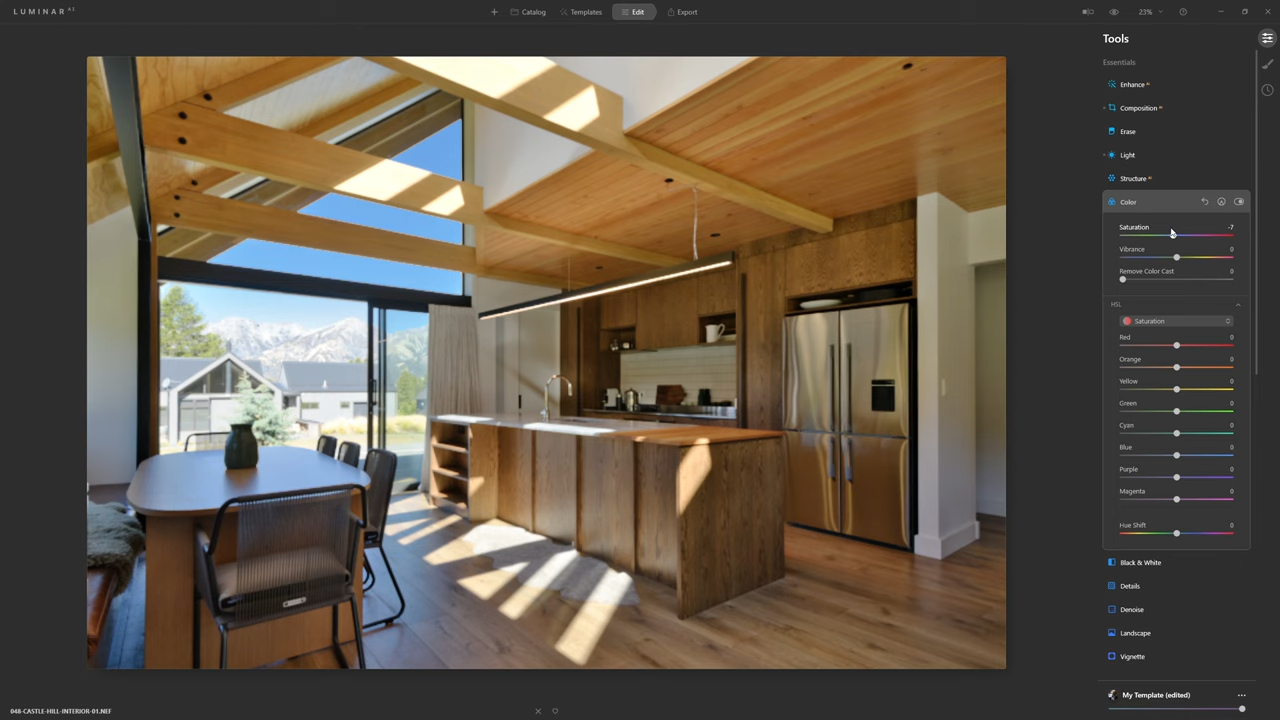 LUMINAR AI
Catalog
Templates
Edit
Export
23%
Tools
Essentials
Enhance AI
Composition AI
Erase
Light
Structure AI
Color
Saturation -7
Vibrance 0
Remove Color Cast 0
HSL
Saturation
Red 0
Orange 0
Yellow 0
Green 0
Cyan 0
Blue 0
Purple 0
Magenta 0
Hue Shift 0
Black & White
Details
Denoise
Landscape
Vignette
My Template (edited)
048-CASTLE-HILL-INTERIOR-01.NEF